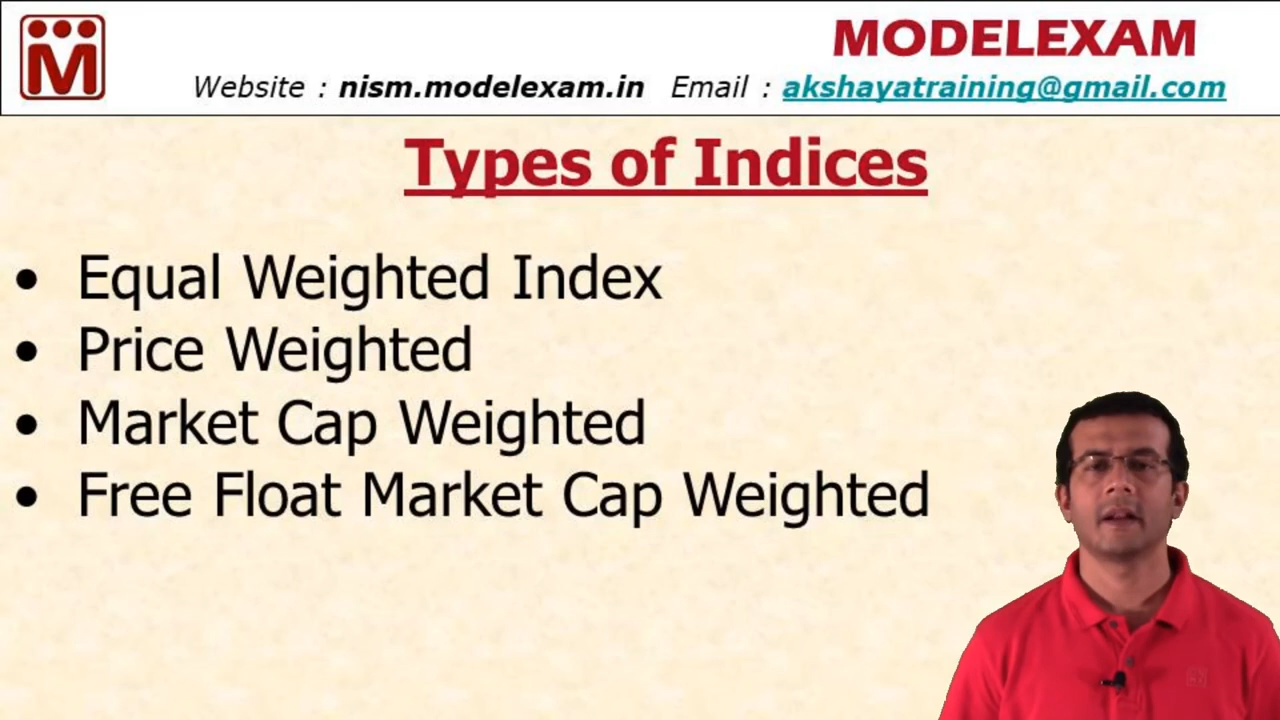 M
MODELEXAM
Website : nism.modelexam.in Email : akshayatraining@gmail.com
Types of Indices
• Equal Weighted Index
• Price Weighted
• Market Cap Weighted
• Free Float Market Cap Weighted